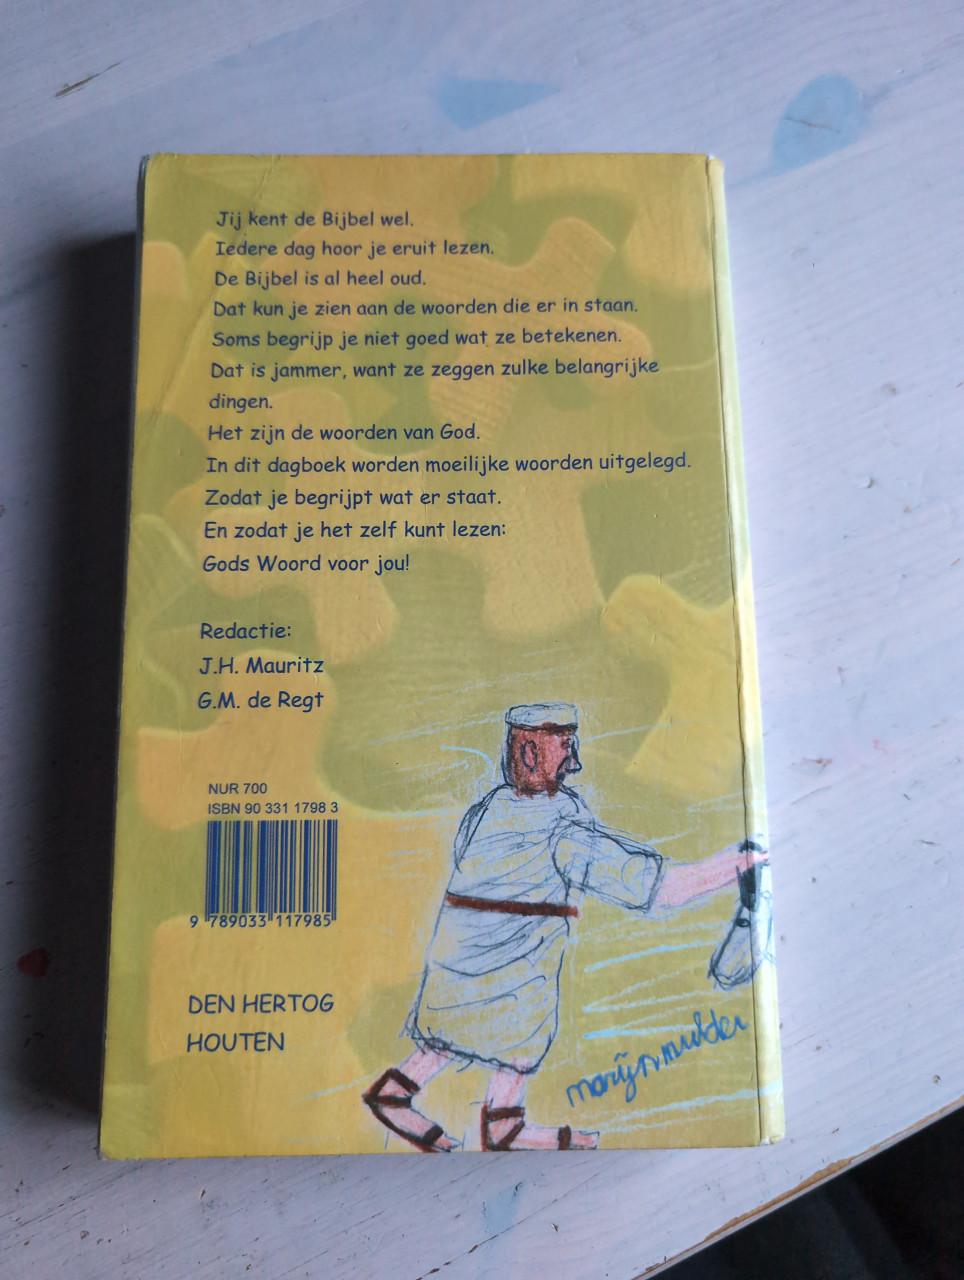 Jij kent de Bijbel wel.
Iedere dag hoor je eruit lezen.
De Bijbel is al heel oud.
Dat kun je zien aan de woorden die er in staan.
Soms begrijp je niet goed wat ze betekenen.
Dat is jammer, want ze zeggen zulke belangrijke
dingen.
Het zijn de woorden van God.
In dit dagboek worden moeilijke woorden uitgelegd.
Zodat je begrijpt wat er staat.
En zodat je het zelf kunt lezen:
Gods Woord voor jou!
Redactie:
J.H. Mauritz
G.M. de Regt
NUR 700
ISBN 90 331 1798 3
9 789033 117985
DEN HERTOG
HOUTEN
marijn mulder